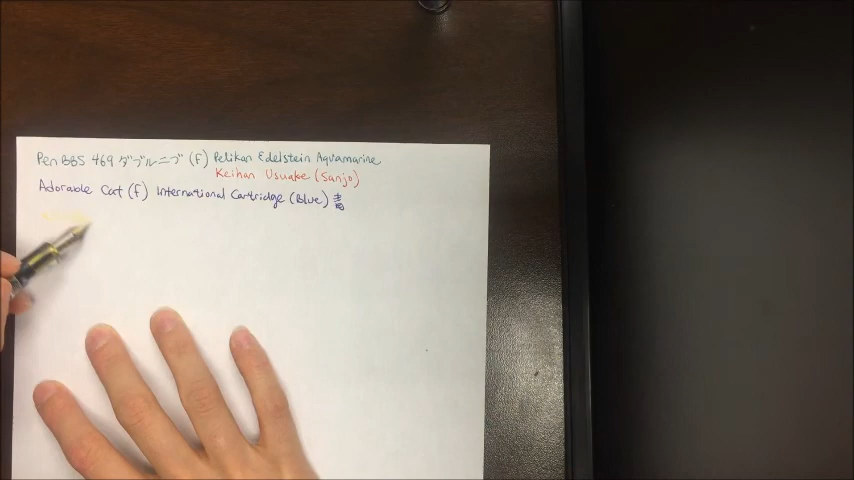 Pen BBS 469 ダブルニブ (F) Pelikan Edelstein Aquamarine
Keihan Usuake (Sanjo)
Adorable Cat (f) International Cartridge (Blue) 青